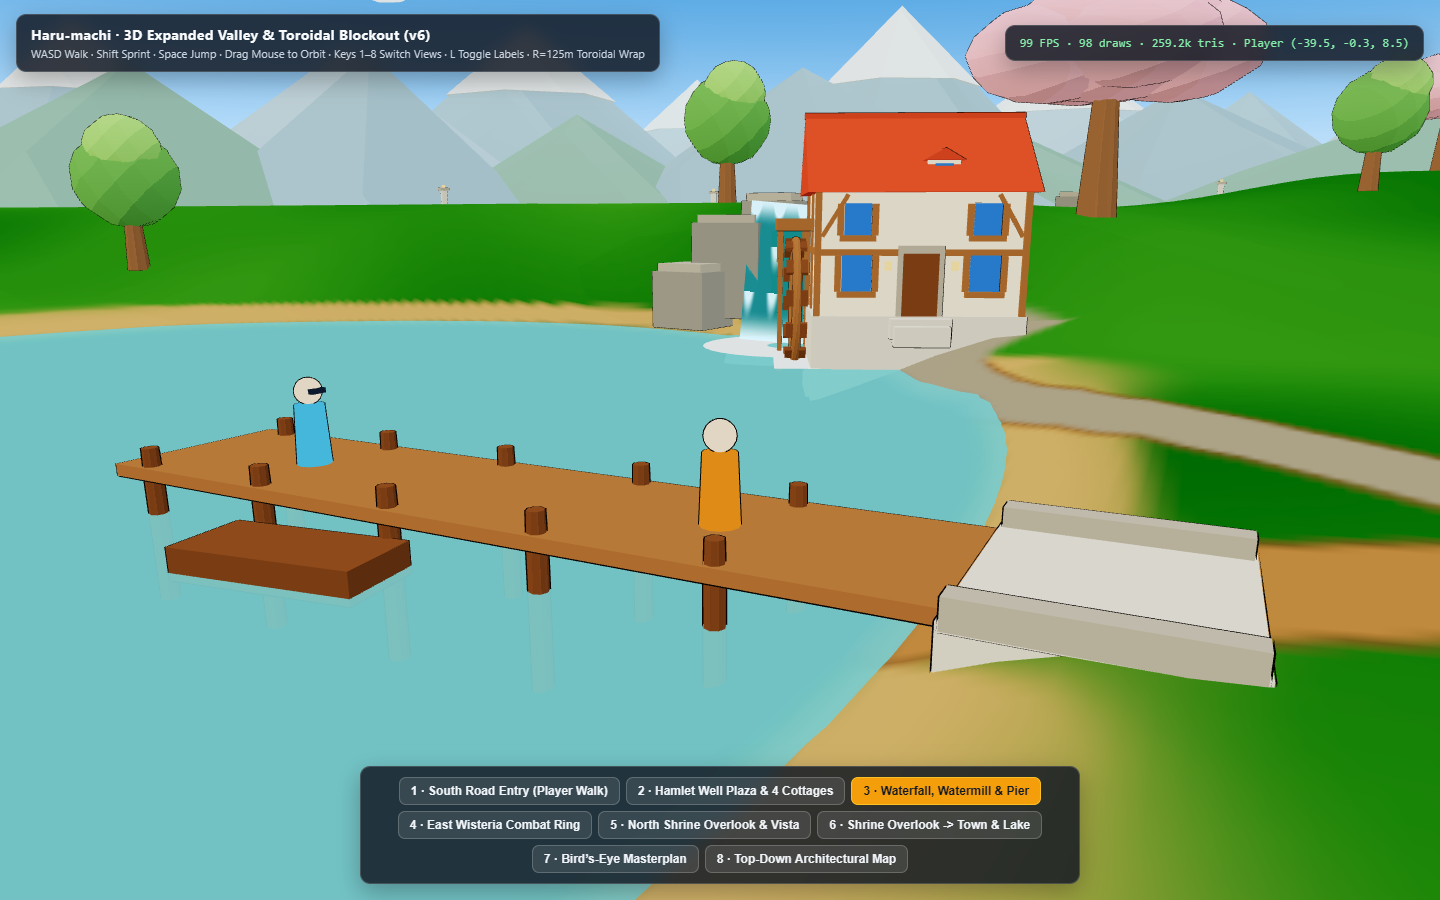 Haru-machi · 3D Expanded Valley & Toroidal Blockout (v6)
WASD Walk · Shift Sprint · Space Jump · Drag Mouse to Orbit · Keys 1–8 Switch Views · L Toggle Labels · R=125m Toroidal Wrap
99 FPS · 98 draws · 259.2k tris · Player (-39.5, -0.3, 8.5)
1 · South Road Entry (Player Walk)
2 · Hamlet Well Plaza & 4 Cottages
3 · Waterfall, Watermill & Pier
4 · East Wisteria Combat Ring
5 · North Shrine Overlook & Vista
6 · Shrine Overlook -> Town & Lake
7 · Bird's-Eye Masterplan
8 · Top-Down Architectural Map